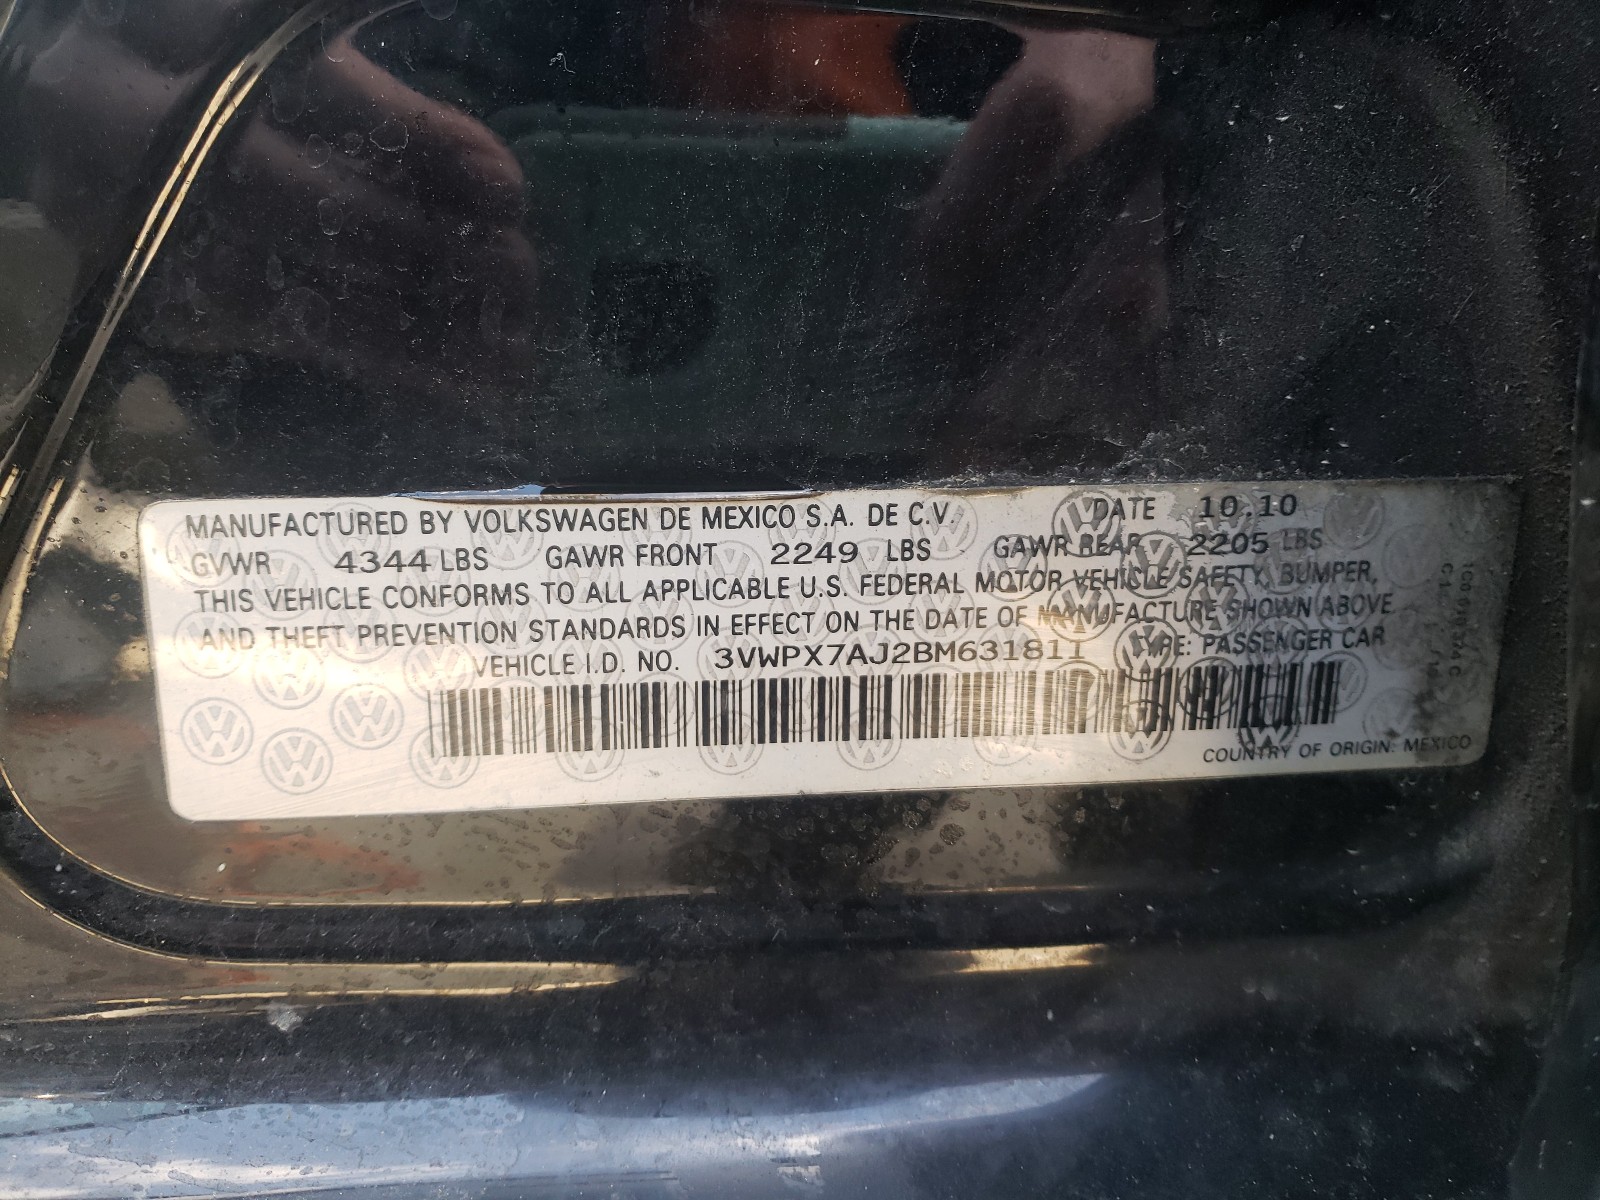 MANUFACTURED BY VOLKSWAGEN DE MEXICO S.A. DE C.V. DATE 10.10
GVWR 4344 LBS GAWR FRONT 2249 LBS GAWR REAR 2205 LBS
THIS VEHICLE CONFORMS TO ALL APPLICABLE U.S. FEDERAL MOTOR VEHICLE SAFETY, BUMPER,
AND THEFT PREVENTION STANDARDS IN EFFECT ON THE DATE OF MANUFACTURE SHOWN ABOVE
VEHICLE I.D. NO. 3VWPX7AJ2BM631811 TYPE: PASSENGER CAR
COUNTRY OF ORIGIN: MEXICO